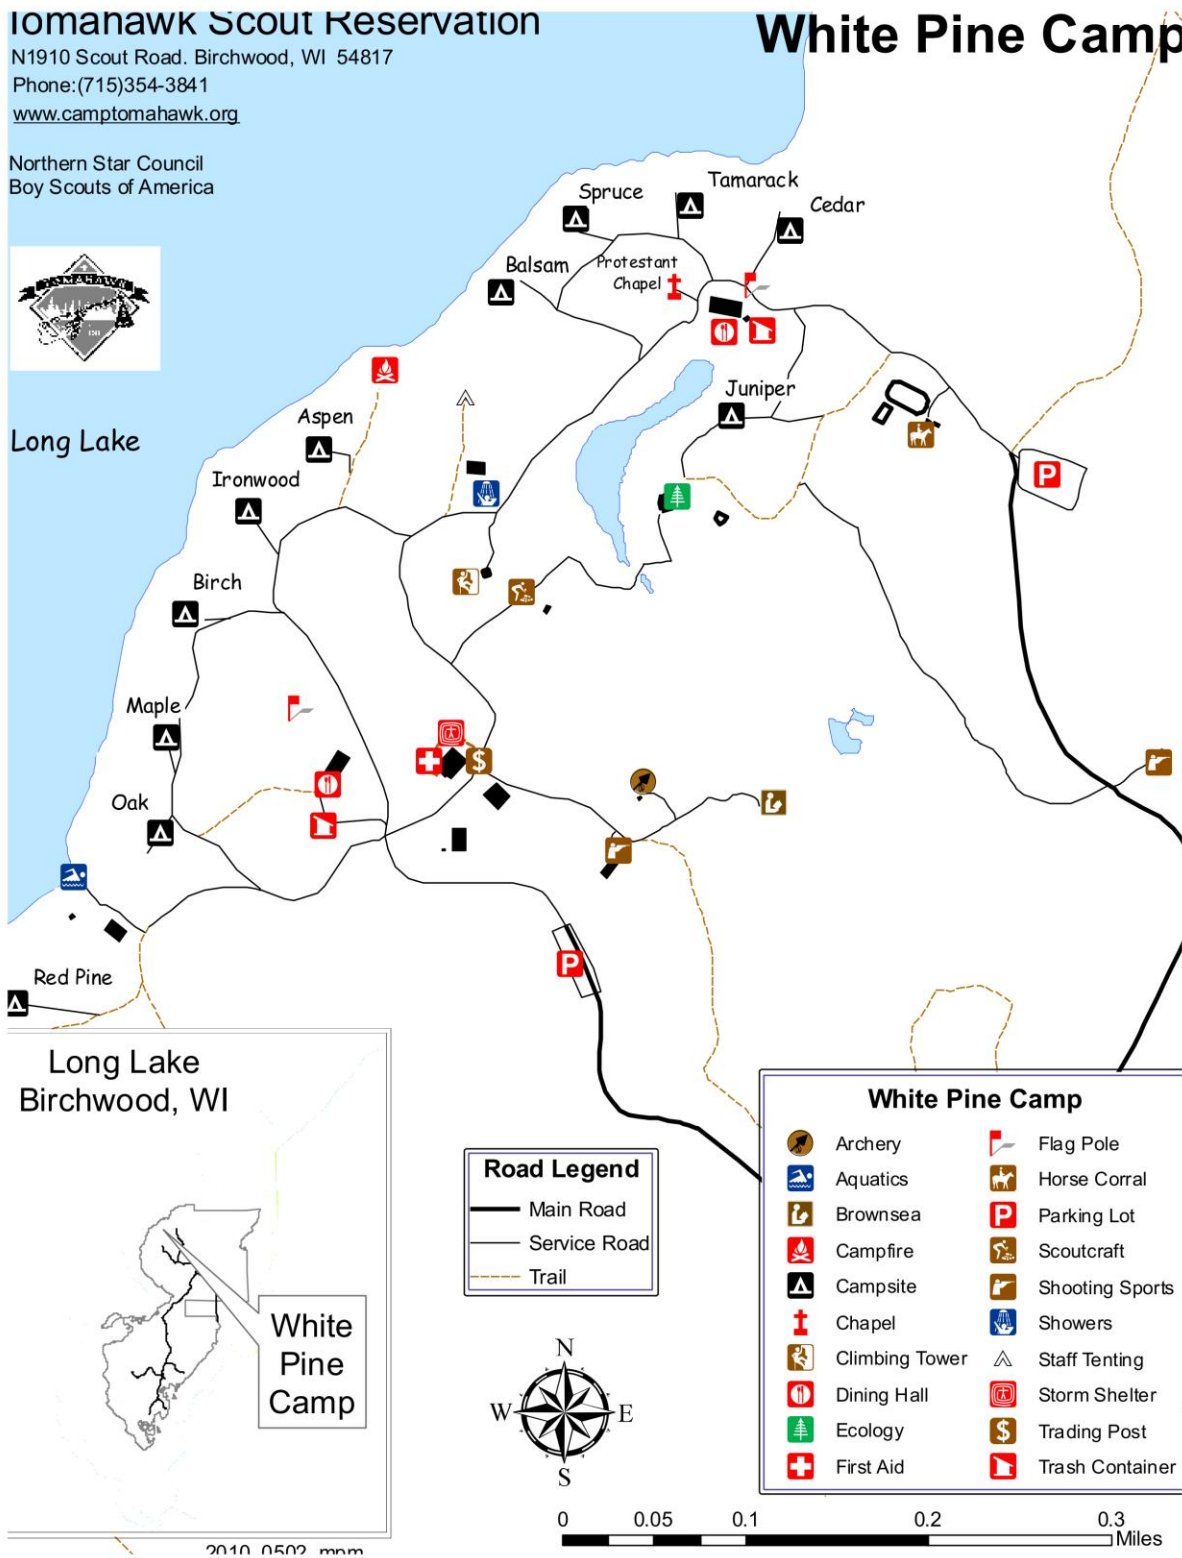 Tomahawk Scout Reservation
White Pine Camp
N1910 Scout Road. Birchwood, WI 54817
Phone:(715)354-3841
www.camptomahawk.org
Northern Star Council
Boy Scouts of America
TOMAHAWK
Long Lake
Spruce
Tamarack
Cedar
Balsam
Protestant
Chapel
Juniper
Aspen
Ironwood
Birch
Maple
Oak
Red Pine
P
P
$
Long Lake
Birchwood, WI
White
Pine
Camp
2010_0502_mpm
Road Legend
Main Road
Service Road
Trail
N
W E
S
White Pine Camp
Archery
Aquatics
Brownsea
Campfire
Campsite
Chapel
Climbing Tower
Dining Hall
Ecology
First Aid
Flag Pole
Horse Corral
P Parking Lot
Scoutcraft
Shooting Sports
Showers
Staff Tenting
Storm Shelter
$ Trading Post
Trash Container
0 0.05 0.1 0.2 0.3
Miles